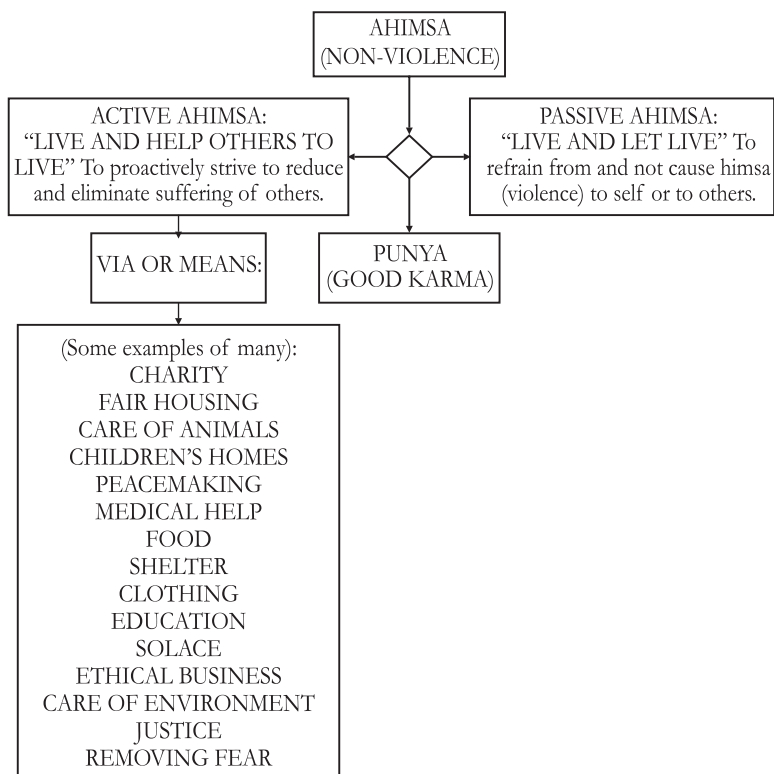 AHIMSA
(NON-VIOLENCE)
ACTIVE AHIMSA:
“LIVE AND HELP OTHERS TO
LIVE” To proactively strive to reduce
and eliminate suffering of others.
PASSIVE AHIMSA:
“LIVE AND LET LIVE” To
refrain from and not cause himsa
(violence) to self or to others.
VIA OR MEANS:
PUNYA
(GOOD KARMA)
(Some examples of many):
CHARITY
FAIR HOUSING
CARE OF ANIMALS
CHILDREN’S HOMES
PEACEMAKING
MEDICAL HELP
FOOD
SHELTER
CLOTHING
EDUCATION
SOLACE
ETHICAL BUSINESS
CARE OF ENVIRONMENT
JUSTICE
REMOVING FEAR